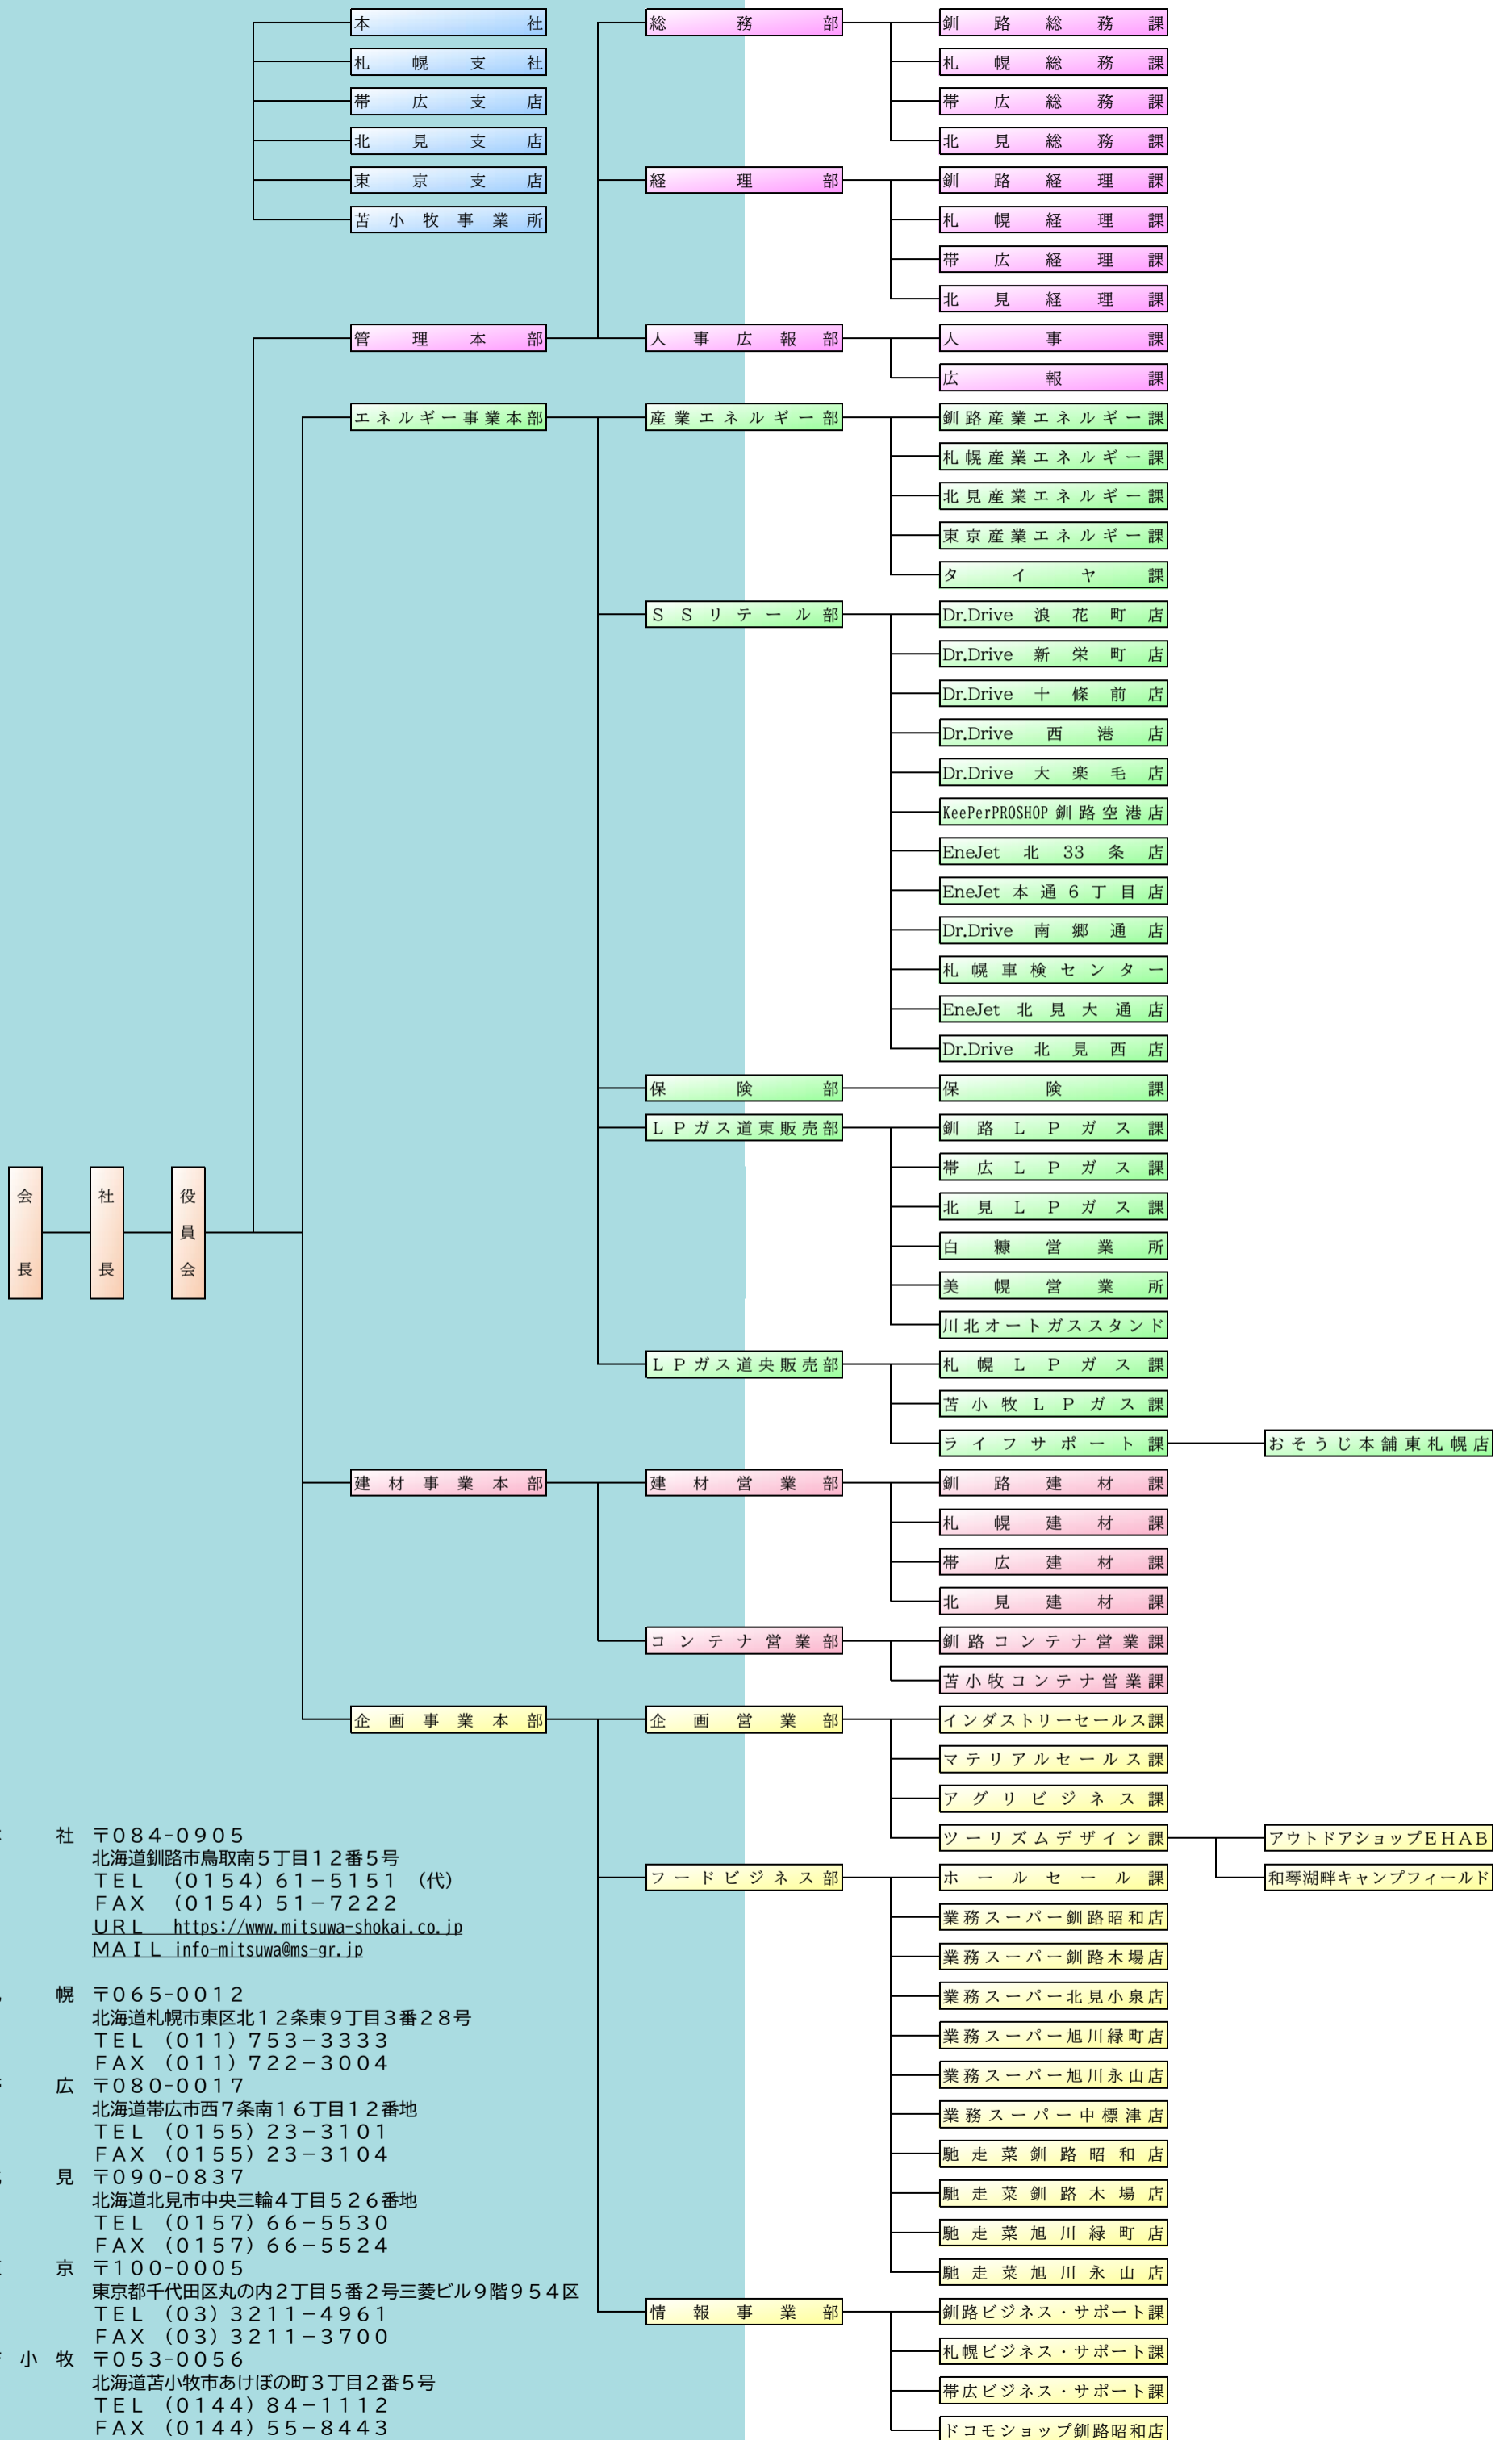 本社
札幌支社
帯広支店
北見支店
東京支店
苫小牧事業所
会長
社長
役員会
管理本部
総務部
釧路総務課
札幌総務課
帯広総務課
北見総務課
経理部
釧路経理課
札幌経理課
帯広経理課
北見経理課
人事広報部
人事課
広報課
エネルギー事業本部
産業エネルギー部
釧路産業エネルギー課
札幌産業エネルギー課
北見産業エネルギー課
東京産業エネルギー課
タイヤ課
ＳＳリテール部
Dr.Drive 浪花町店
Dr.Drive 新栄町店
Dr.Drive 十條前店
Dr.Drive 西港店
Dr.Drive 大楽毛店
KeePerPROSHOP 釧路空港店
EneJet 北33条店
EneJet 本通６丁目店
Dr.Drive 南郷通店
札幌車検センター
EneJet 北見大通店
Dr.Drive 北見西店
保険部
保険課
ＬＰガス道東販売部
釧路ＬＰガス課
帯広ＬＰガス課
北見ＬＰガス課
白糠営業所
美幌営業所
川北オートガススタンド
ＬＰガス道央販売部
札幌ＬＰガス課
苫小牧ＬＰガス課
ライフサポート課
おそうじ本舗東札幌店
建材事業本部
建材営業部
釧路建材課
札幌建材課
帯広建材課
北見建材課
コンテナ営業部
釧路コンテナ営業課
苫小牧コンテナ営業課
企画事業本部
企画営業部
インダストリーセールス課
マテリアルセールス課
アグリビジネス課
ツーリズムデザイン課
アウトドアショップＥＨＡＢ
和琴湖畔キャンプフィールド
フードビジネス部
ホールセール課
業務スーパー釧路昭和店
業務スーパー釧路木場店
業務スーパー北見小泉店
業務スーパー旭川緑町店
業務スーパー旭川永山店
業務スーパー中標津店
馳走菜釧路昭和店
馳走菜釧路木場店
馳走菜旭川緑町店
馳走菜旭川永山店
情報事業部
釧路ビジネス・サポート課
札幌ビジネス・サポート課
帯広ビジネス・サポート課
ドコモショップ釧路昭和店
社 〒０８４−０９０５
北海道釧路市鳥取南５丁目１２番５号
ＴＥＬ （０１５４）６１－５１５１ （代）
ＦＡＸ （０１５４）５１－７２２２
ＵＲＬ https://www.mitsuwa-shokai.co.jp
ＭＡＩＬ info-mitsuwa@ms-gr.jp
幌 〒０６５−００１２
北海道札幌市東区北１２条東９丁目３番２８号
ＴＥＬ （０１１）７５３－３３３３
ＦＡＸ （０１１）７２２－３００４
広 〒０８０−００１７
北海道帯広市西７条南１６丁目１２番地
ＴＥＬ （０１５５）２３－３１０１
ＦＡＸ （０１５５）２３－３１０４
見 〒０９０−０８３７
北海道北見市中央三輪４丁目５２６番地
ＴＥＬ （０１５７）６６－５５３０
ＦＡＸ （０１５７）６６－５５２４
京 〒１００−０００５
東京都千代田区丸の内２丁目５番２号三菱ビル９階９５４区
ＴＥＬ （０３）３２１１－４９６１
ＦＡＸ （０３）３２１１－３７００
小牧 〒０５３−００５６
北海道苫小牧市あけぼの町３丁目２番５号
ＴＥＬ （０１４４）８４－１１１２
ＦＡＸ （０１４４）５５－８４４３